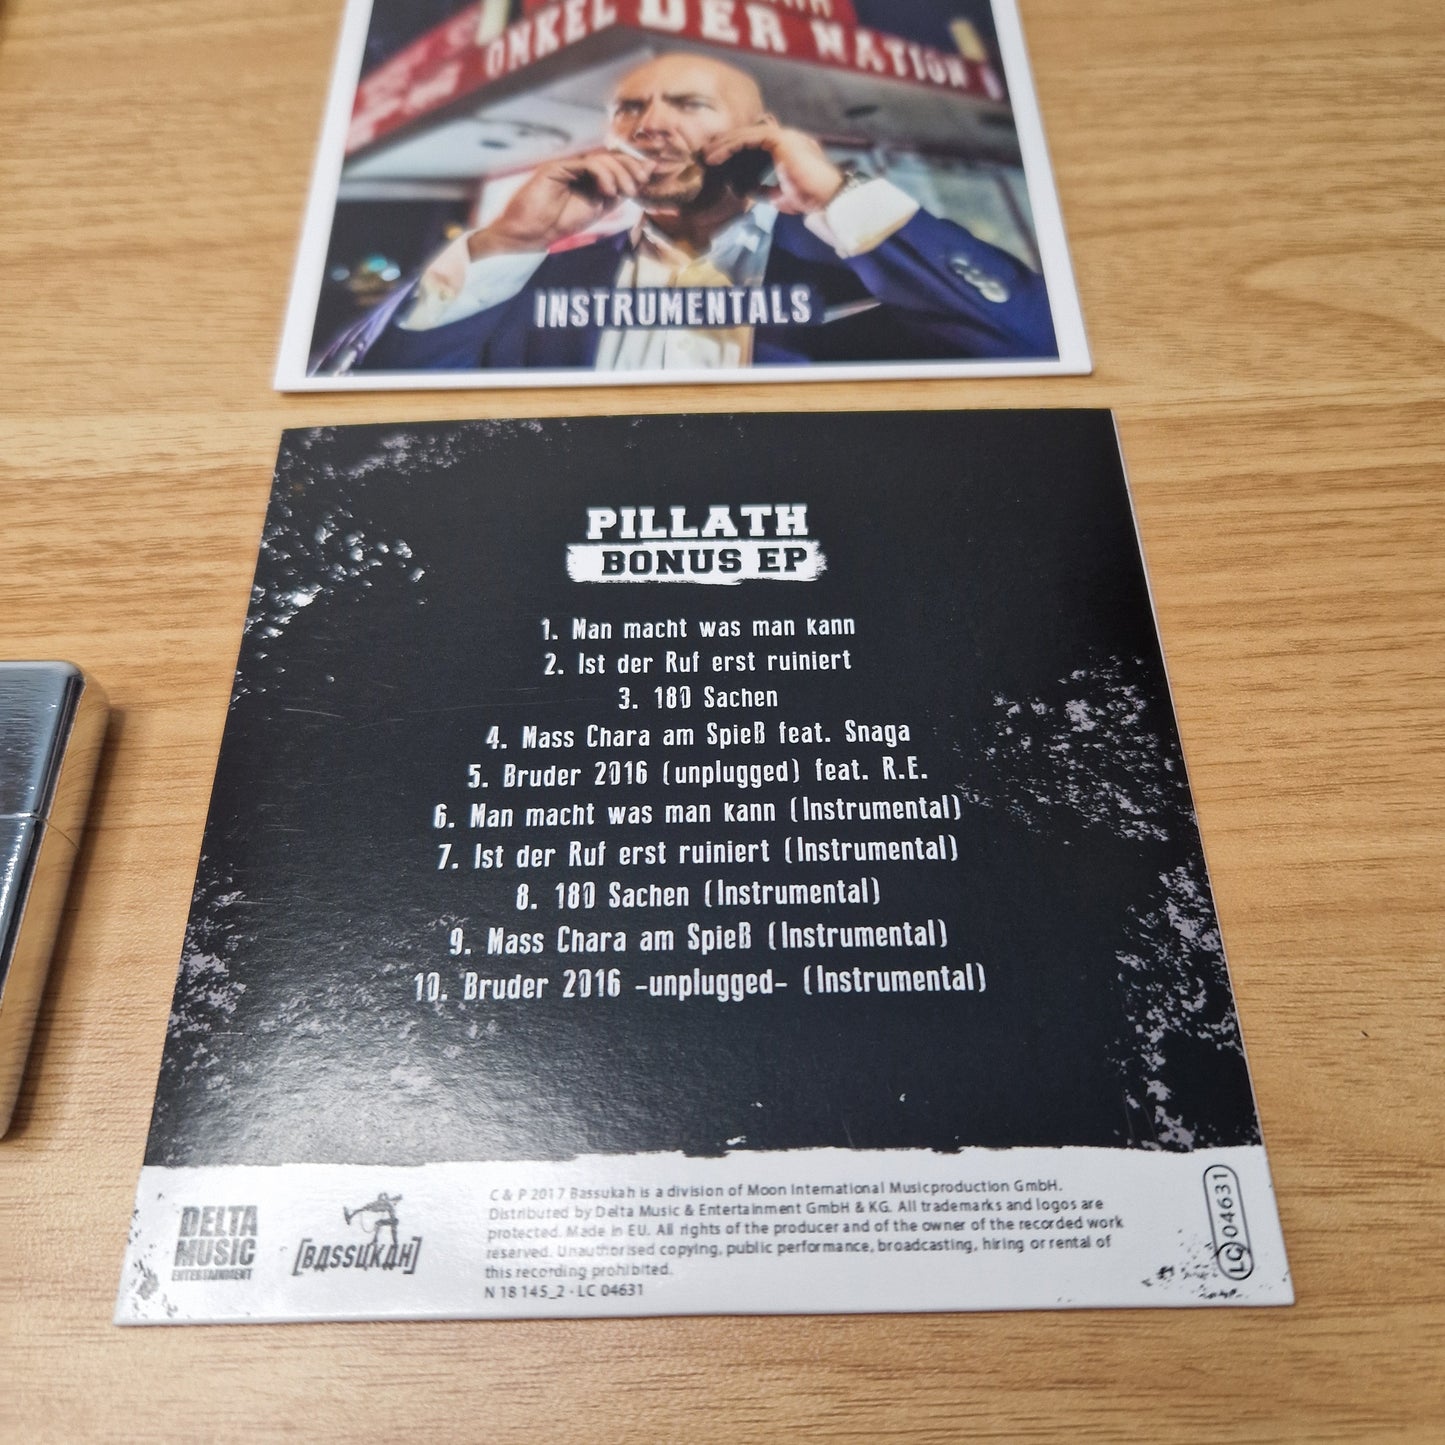 ONKEL DER NATION
INSTRUMENTALS
PILLATH
BONUS EP
1. Man macht was man kann
2. Ist der Ruf erst ruiniert
3. 180 Sachen
4. Mass Chara am Spieß feat. Snaga
5. Bruder 2016 (unplugged) feat. R.E.
6. Man macht was man kann (Instrumental)
7. Ist der Ruf erst ruiniert (Instrumental)
8. 180 Sachen (Instrumental)
9. Mass Chara am Spieß (Instrumental)
10. Bruder 2016 -unplugged- (Instrumental)
DELTA
MUSIC
ENTERTAINMENT
[BASSUKAH]
C & P 2017 Bassukah is a division of Moon International Musicproduction GmbH.
Distributed by Delta Music & Entertainment GmbH & KG. All trademarks and logos are
protected. Made in EU. All rights of the producer and of the owner of the recorded work
reserved. Unauthorised copying, public performance, broadcasting, hiring or rental of
this recording prohibited.
N 18 145_2 · LC 04631
LC 04631